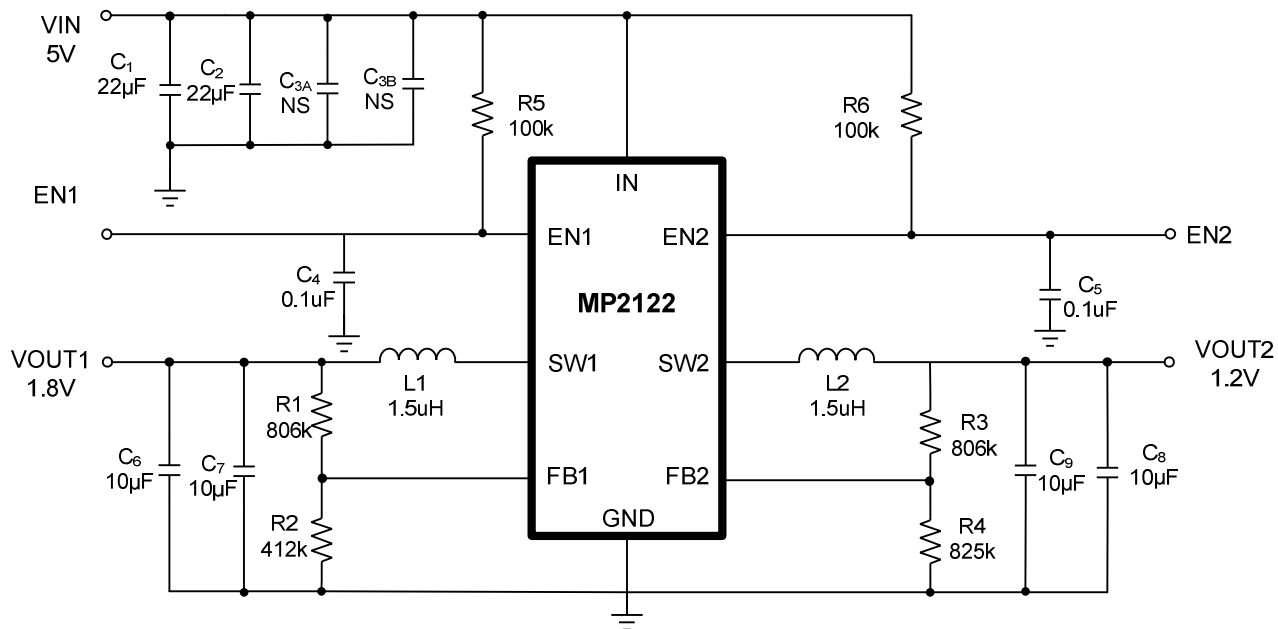 VIN
5V
C₁
22µF
C₂
22µF
C₃A
NS
C₃B
NS
R5
100k
R6
100k
IN
EN1
EN1
EN2
EN2
C₄
0.1uF
C₅
0.1uF
MP2122
VOUT1
1.8V
L1
1.5uH
SW1
SW2
L2
1.5uH
VOUT2
1.2V
R1
806k
R3
806k
C₆
10µF
C₇
10µF
FB1
FB2
C₉
10µF
C₈
10µF
R2
412k
GND
R4
825k